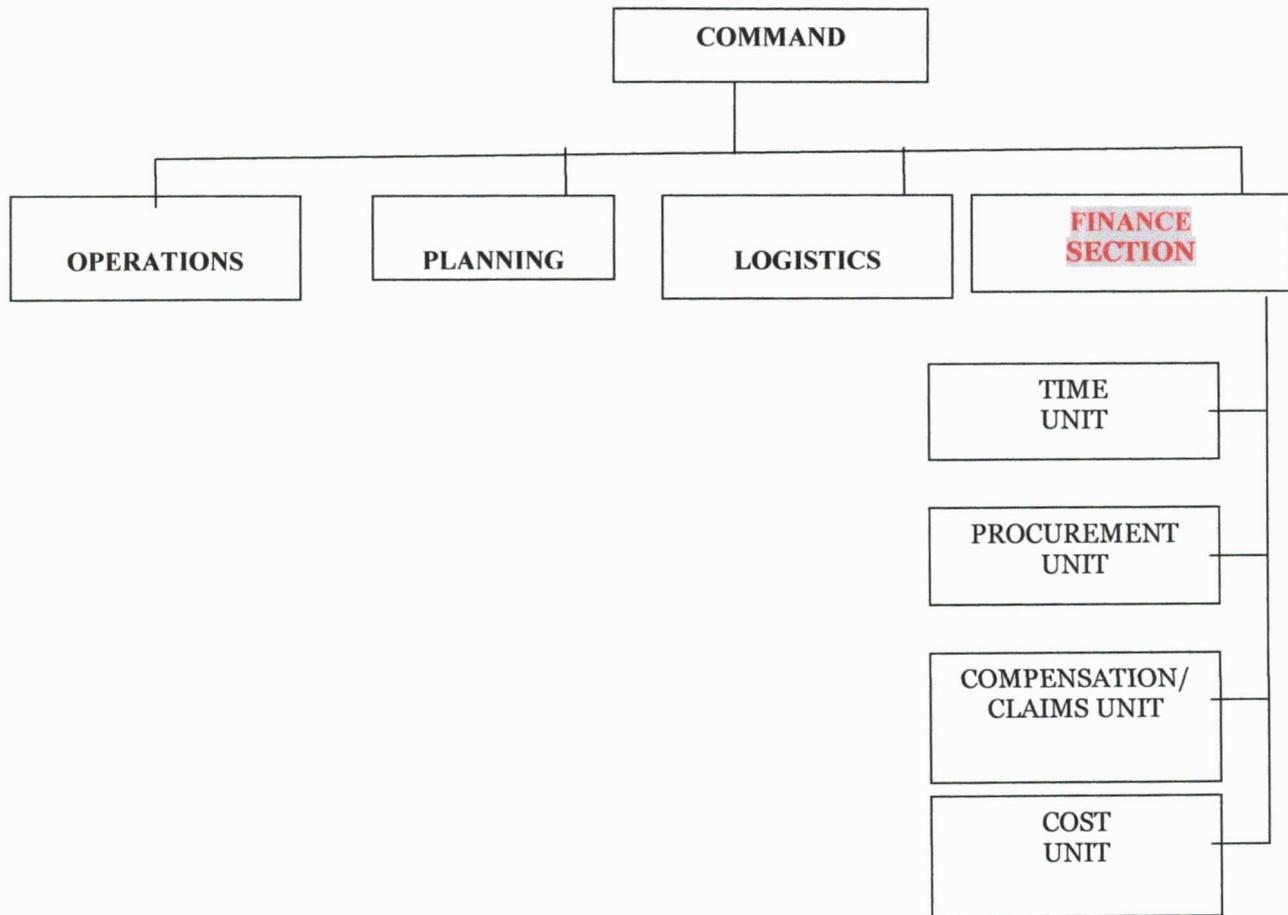 COMMAND
OPERATIONS
PLANNING
LOGISTICS
FINANCE
SECTION
TIME
UNIT
PROCUREMENT
UNIT
COMPENSATION/
CLAIMS UNIT
COST
UNIT